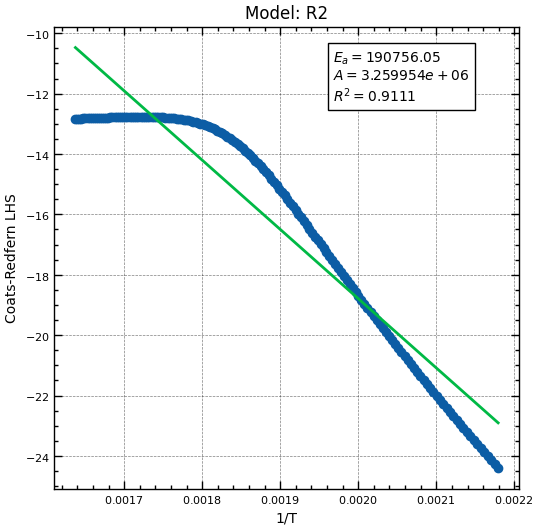 Model: R2
Coats-Redfern LHS
−10
−12
−14
−16
−18
−20
−22
−24
E_a = 190756.05
A = 3.259954e + 06
R² = 0.9111
0.0017 0.0018 0.0019 0.0020 0.0021 0.0022
1/T